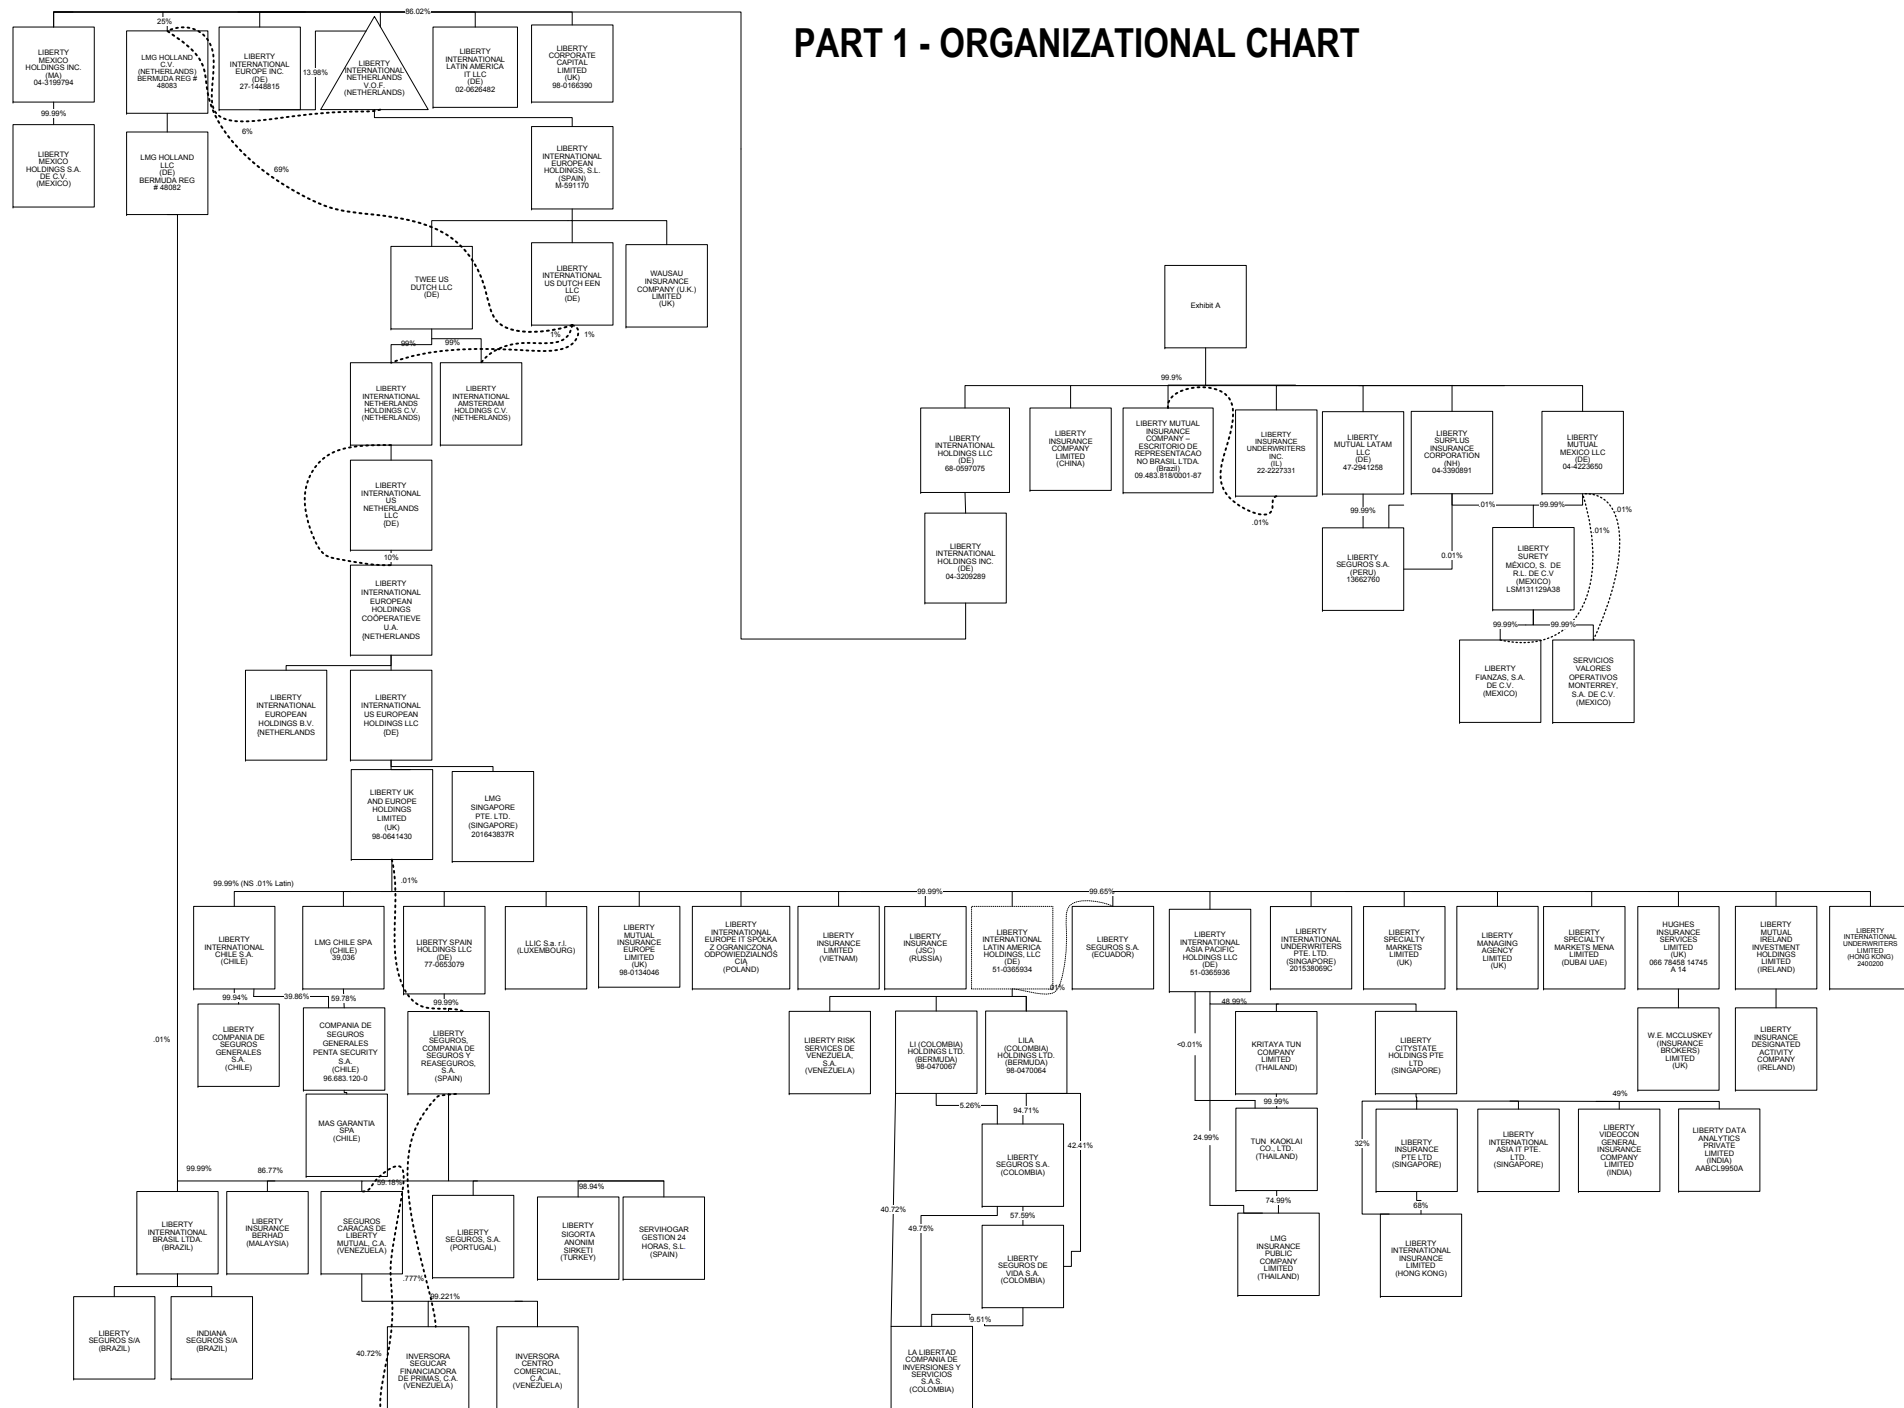 PART 1 - ORGANIZATIONAL CHART
86.02%
25%
LIBERTY
MEXICO
HOLDINGS INC.
(MA)
04-3199794
LMG HOLLAND
C.V.
(NETHERLANDS)
BERMUDA REG #
48083
LIBERTY
INTERNATIONAL
EUROPE INC.
(DE)
27-1448815
13.98%
LIBERTY
INTERNATIONAL
NETHERLANDS
V.O.F.
(NETHERLANDS)
LIBERTY
INTERNATIONAL
LATIN AMERICA
IT LLC
(DE)
02-0626482
LIBERTY
CORPORATE
CAPITAL
LIMITED
(UK)
98-0166390
99.99%
6%
69%
LIBERTY
MEXICO
HOLDINGS S.A.
DE C.V.
(MEXICO)
LMG HOLLAND
LLC
(DE)
BERMUDA REG
# 48082
LIBERTY
INTERNATIONAL
EUROPEAN
HOLDINGS, S.L.
(SPAIN)
M-591170
TWEE US
DUTCH LLC
(DE)
LIBERTY
INTERNATIONAL
US DUTCH EEN
LLC
(DE)
WAUSAU
INSURANCE
COMPANY (U.K.)
LIMITED
(UK)
99%
99%
1%
1%
LIBERTY
INTERNATIONAL
NETHERLANDS
HOLDINGS C.V.
(NETHERLANDS)
LIBERTY
INTERNATIONAL
AMSTERDAM
HOLDINGS C.V.
(NETHERLANDS)
LIBERTY
INTERNATIONAL
US
NETHERLANDS
LLC
(DE)
10%
LIBERTY
INTERNATIONAL
EUROPEAN
HOLDINGS
COÖPERATIEVE
U.A.
(NETHERLANDS
LIBERTY
INTERNATIONAL
EUROPEAN
HOLDINGS B.V.
(NETHERLANDS
LIBERTY
INTERNATIONAL
US EUROPEAN
HOLDINGS LLC
(DE)
LIBERTY UK
AND EUROPE
HOLDINGS
LIMITED
(UK)
98-0641430
LMG
SINGAPORE
PTE. LTD.
(SINGAPORE)
201643837R
Exhibit A
99.9%
LIBERTY
INTERNATIONAL
HOLDINGS LLC
(DE)
68-0597075
LIBERTY
INSURANCE
COMPANY
LIMITED
(CHINA)
LIBERTY MUTUAL
INSURANCE
COMPANY –
ESCRITORIO DE
REPRESENTACAO
NO BRASIL LTDA.
(Brazil)
09.483.818/0001-87
LIBERTY
INSURANCE
UNDERWRITERS
INC.
(IL)
22-2227331
LIBERTY
MUTUAL LATAM
LLC
(DE)
47-2941258
LIBERTY
SURPLUS
INSURANCE
CORPORATION
(NH)
04-3390891
LIBERTY
MUTUAL
MEXICO LLC
(DE)
04-4223650
.01%
99.99%
.01%
99.99%
.01%
.01%
0.01%
LIBERTY
INTERNATIONAL
HOLDINGS INC.
(DE)
04-3209289
LIBERTY
SEGUROS S.A.
(PERU)
13662760
LIBERTY
SURETY
MÉXICO, S. DE
R.L. DE C.V
(MEXICO)
LSM131129A38
99.99%
99.99%
LIBERTY
FIANZAS, S.A.
DE C.V.
(MEXICO)
SERVICIOS
VALORES
OPERATIVOS
MONTERREY,
S.A. DE C.V.
(MEXICO)
99.99% (NS .01% Latin)
.01%
99.99%
99.65%
LIBERTY
INTERNATIONAL
CHILE S.A.
(CHILE)
LMG CHILE SPA
(CHILE)
39,036
LIBERTY SPAIN
HOLDINGS LLC
(DE)
77-0653079
LLIC S.a. r.l.
(LUXEMBOURG)
LIBERTY
MUTUAL
INSURANCE
EUROPE
LIMITED
(UK)
98-0134046
LIBERTY
INTERNATIONAL
EUROPE IT SPÓŁKA
Z OGRANICZONĄ
ODPOWIEDZIALNOŚ
CIĄ
(POLAND)
LIBERTY
INSURANCE
LIMITED
(VIETNAM)
LIBERTY
INSURANCE
(JSC)
(RUSSIA)
LIBERTY
INTERNATIONAL
LATIN AMERICA
HOLDINGS, LLC
(DE)
51-0365934
LIBERTY
SEGUROS S.A.
(ECUADOR)
LIBERTY
INTERNATIONAL
ASIA PACIFIC
HOLDINGS LLC
(DE)
51-0365936
LIBERTY
INTERNATIONAL
UNDERWRITERS
PTE. LTD.
(SINGAPORE)
201538069C
LIBERTY
SPECIALTY
MARKETS
LIMITED
(UK)
LIBERTY
MANAGING
AGENCY
LIMITED
(UK)
LIBERTY
SPECIALTY
MARKETS MENA
LIMITED
(DUBAI UAE)
HUGHES
INSURANCE
SERVICES
LIMITED
(UK)
066 78458 14745
A 14
LIBERTY
MUTUAL
IRELAND
INVESTMENT
HOLDINGS
LIMITED
(IRELAND)
LIBERTY
INTERNATIONAL
UNDERWRITERS
LIMITED
(HONG KONG)
2400200
99.94%
39.86%
59.78%
99.99%
.01%
48.99%
LIBERTY
COMPANIA DE
SEGUROS
GENERALES
S.A.
(CHILE)
COMPANIA DE
SEGUROS
GENERALES
PENTA SECURITY
S.A.
(CHILE)
96.683.120-0
LIBERTY
SEGUROS,
COMPANIA DE
SEGUROS Y
REASEGUROS,
S.A.
(SPAIN)
LIBERTY RISK
SERVICES DE
VENEZUELA,
S.A.
(VENEZUELA)
LI (COLOMBIA)
HOLDINGS LTD.
(BERMUDA)
98-0470067
LILA
(COLOMBIA)
HOLDINGS LTD.
(BERMUDA)
98-0470064
<0.01%
KRITAYA TUN
COMPANY
LIMITED
(THAILAND)
LIBERTY
CITYSTATE
HOLDINGS PTE
LTD
(SINGAPORE)
W.E. MCCLUSKEY
(INSURANCE
BROKERS)
LIMITED
(UK)
LIBERTY
INSURANCE
DESIGNATED
ACTIVITY
COMPANY
(IRELAND)
.01%
MAS GARANTIA
SPA
(CHILE)
5.26%
94.71%
42.41%
24.99%
99.99%
32%
49%
LIBERTY
SEGUROS S.A.
(COLOMBIA)
TUN KAOKLAI
CO., LTD.
(THAILAND)
LIBERTY
INSURANCE
PTE LTD
(SINGAPORE)
LIBERTY
INTERNATIONAL
ASIA IT PTE.
LTD.
(SINGAPORE)
LIBERTY
VIDEOCON
GENERAL
INSURANCE
COMPANY
LIMITED
(INDIA)
LIBERTY DATA
ANALYTICS
PRIVATE
LIMITED
(INDIA)
AABCL9950A
99.99%
86.77%
59.18%
98.94%
40.72%
49.75%
57.59%
74.99%
68%
LIBERTY
INTERNATIONAL
BRASIL LTDA.
(BRAZIL)
LIBERTY
INSURANCE
BERHAD
(MALAYSIA)
SEGUROS
CARACAS DE
LIBERTY
MUTUAL, C.A.
(VENEZUELA)
LIBERTY
SEGUROS, S.A.
(PORTUGAL)
LIBERTY
SIGORTA
ANONIM
SIRKETI
(TURKEY)
SERVIHOGAR
GESTION 24
HORAS, S.L.
(SPAIN)
LIBERTY
SEGUROS DE
VIDA S.A.
(COLOMBIA)
LMG
INSURANCE
PUBLIC
COMPANY
LIMITED
(THAILAND)
LIBERTY
INTERNATIONAL
INSURANCE
LIMITED
(HONG KONG)
.777%
99.221%
9.51%
40.72%
LIBERTY
SEGUROS S/A
(BRAZIL)
INDIANA
SEGUROS S/A
(BRAZIL)
INVERSORA
SEGUCAR
FINANCIADORA
DE PRIMAS, C.A.
(VENEZUELA)
INVERSORA
CENTRO
COMERCIAL,
C.A.
(VENEZUELA)
LA LIBERTAD
COMPANIA DE
INVERSIONES Y
SERVICIOS
S.A.S.
(COLOMBIA)